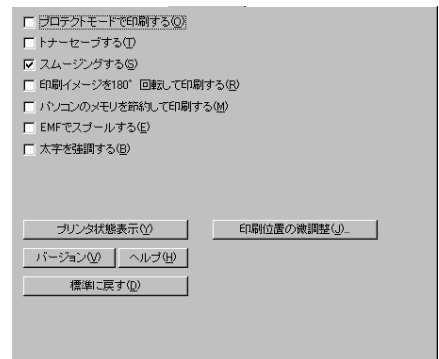 プロテクトモードで印刷する(O)
トナーセーブする(T)
スムージングする(S)
印刷イメージを180°回転して印刷する(R)
パソコンのメモリを節約して印刷する(M)
EMFでスプールする(E)
太字を強調する(B)
プリンタ状態表示(Y) 印刷位置の微調整(J)...
バージョン(V) ヘルプ(H)
標準に戻す(D)